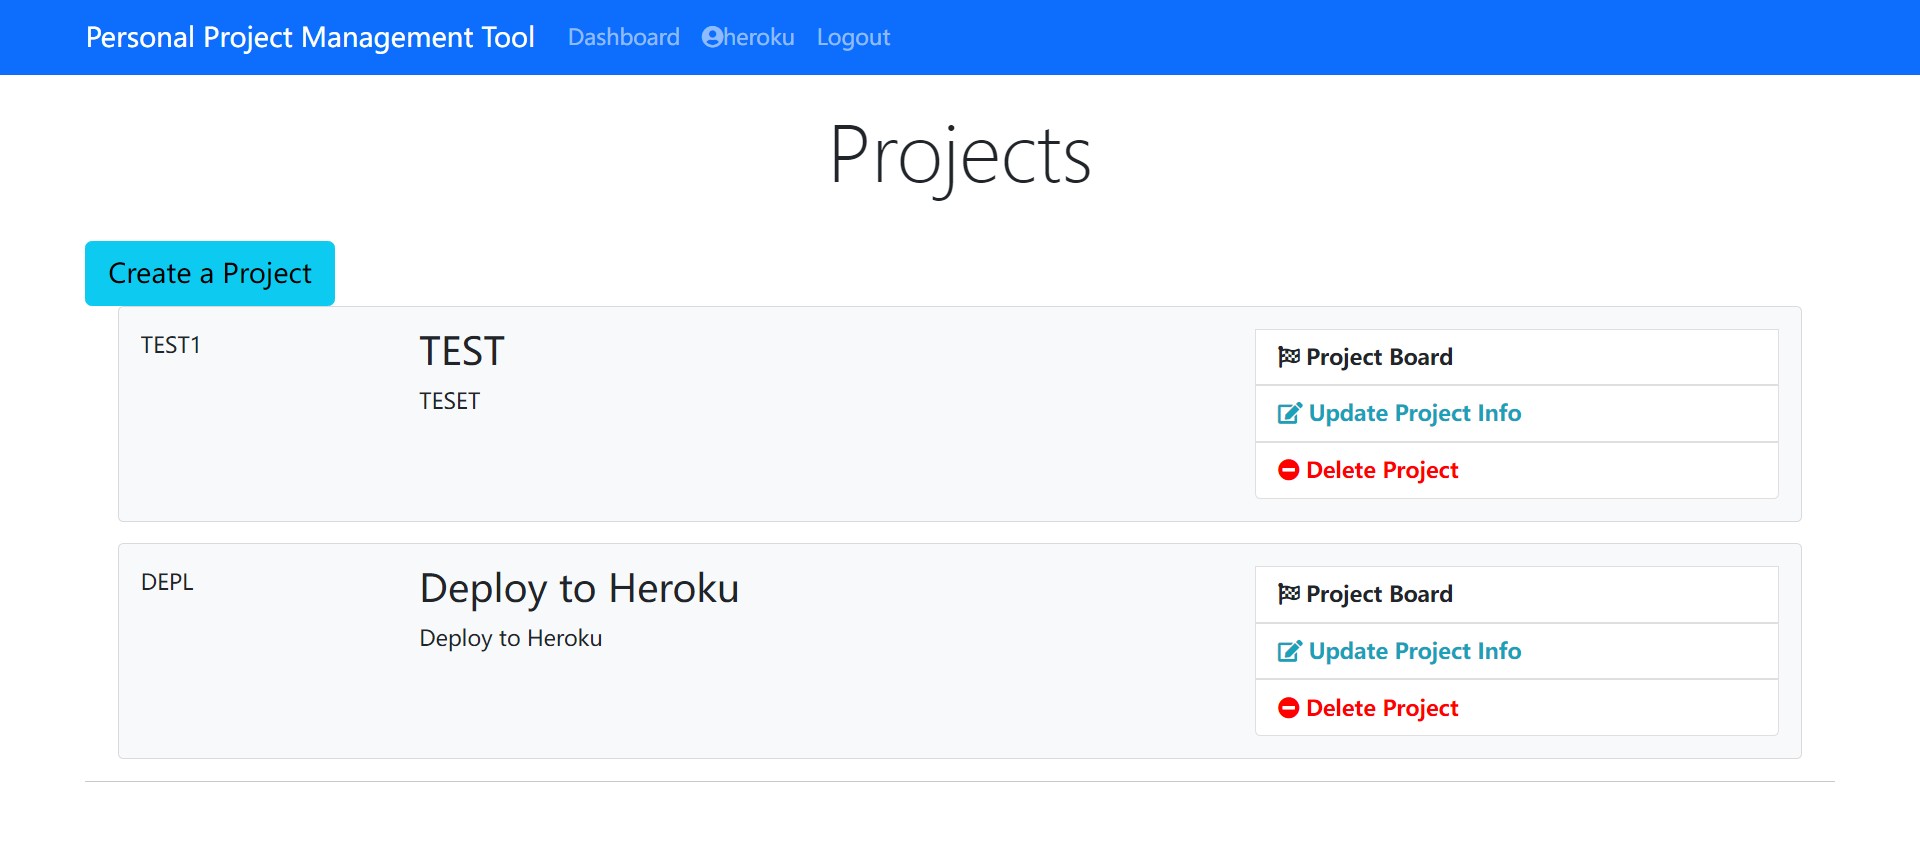 Personal Project Management Tool Dashboard heroku Logout
Projects
Create a Project
TEST1
TEST
TESET
Project Board
Update Project Info
Delete Project
DEPL
Deploy to Heroku
Deploy to Heroku
Project Board
Update Project Info
Delete Project